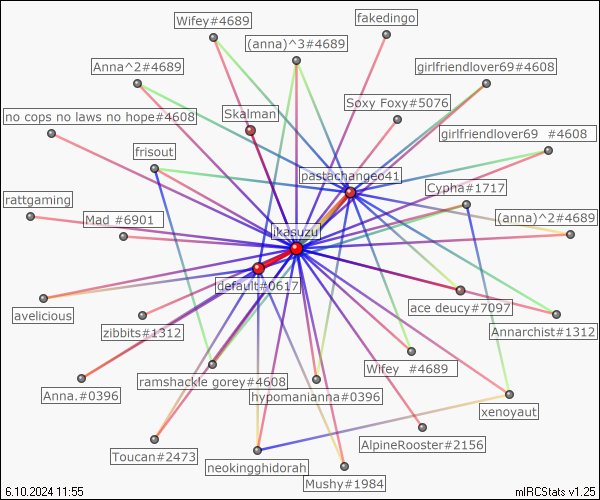 Wifey#4689
fakedingo
(anna)^3#4689
Anna^2#4689
girlfriendlover69#4608
Soxy Foxy#5076
Skalman
no cops no laws no hope#4608
girlfriendlover69 #4608
frisout
pastachangeo41
Cypha#1717
rattgaming
Mad #6901
(anna)^2#4689
ikasuzu
default#0617
avelicious
ace deucy#7097
zibbits#1312
Annarchist#1312
Wifey #4689
ramshackle gorey#4608
Anna.#0396
hypomanianna#0396
xenoyaut
AlpineRooster#2156
Toucan#2473
neokingghidorah
Mushy#1984
6.10.2024 11:55
mIRCStats v1.25